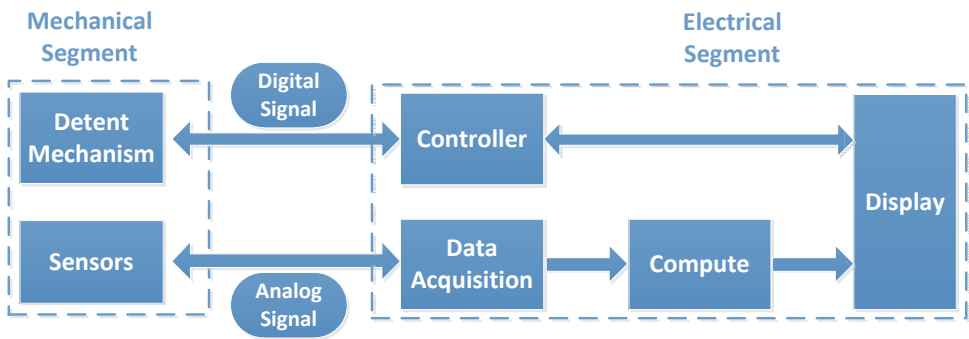 Mechanical
Segment
Electrical
Segment
Digital
Signal
Detent
Mechanism
Controller
Display
Sensors
Data
Acquisition
Compute
Analog
Signal